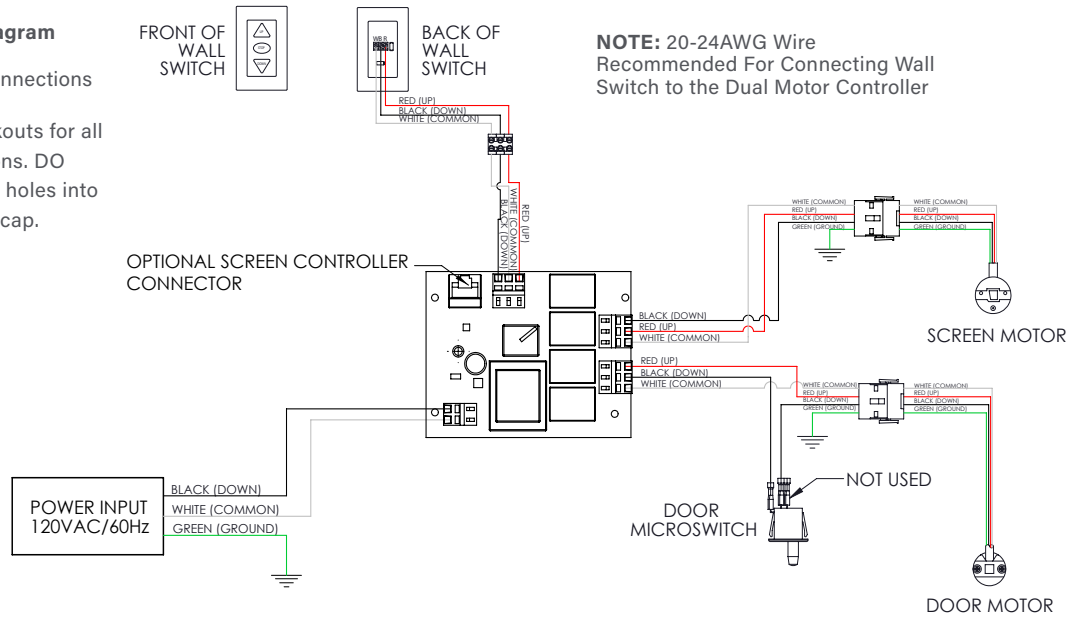 gram
nnections
outs for all
ns. DO
holes into
cap.
FRONT OF
WALL
SWITCH
BACK OF
WALL
SWITCH
NOTE: 20-24AWG Wire
Recommended For Connecting Wall
Switch to the Dual Motor Controller
UP
STOP
DOWN
W B R
RED (UP)
BLACK (DOWN)
WHITE (COMMON)
RED (UP)
WHITE (COMMON)
BLACK (DOWN)
OPTIONAL SCREEN CONTROLLER
CONNECTOR
WHITE (COMMON)
RED (UP)
BLACK (DOWN)
GREEN (GROUND)
WHITE (COMMON)
RED (UP)
BLACK (DOWN)
GREEN (GROUND)
SCREEN MOTOR
BLACK (DOWN)
RED (UP)
WHITE (COMMON)
RED (UP)
BLACK (DOWN)
WHITE (COMMON)
WHITE (COMMON)
RED (UP)
BLACK (DOWN)
GREEN (GROUND)
WHITE (COMMON)
RED (UP)
BLACK (DOWN)
GREEN (GROUND)
POWER INPUT
120VAC/60Hz
BLACK (DOWN)
WHITE (COMMON)
GREEN (GROUND)
NOT USED
DOOR
MICROSWITCH
DOOR MOTOR